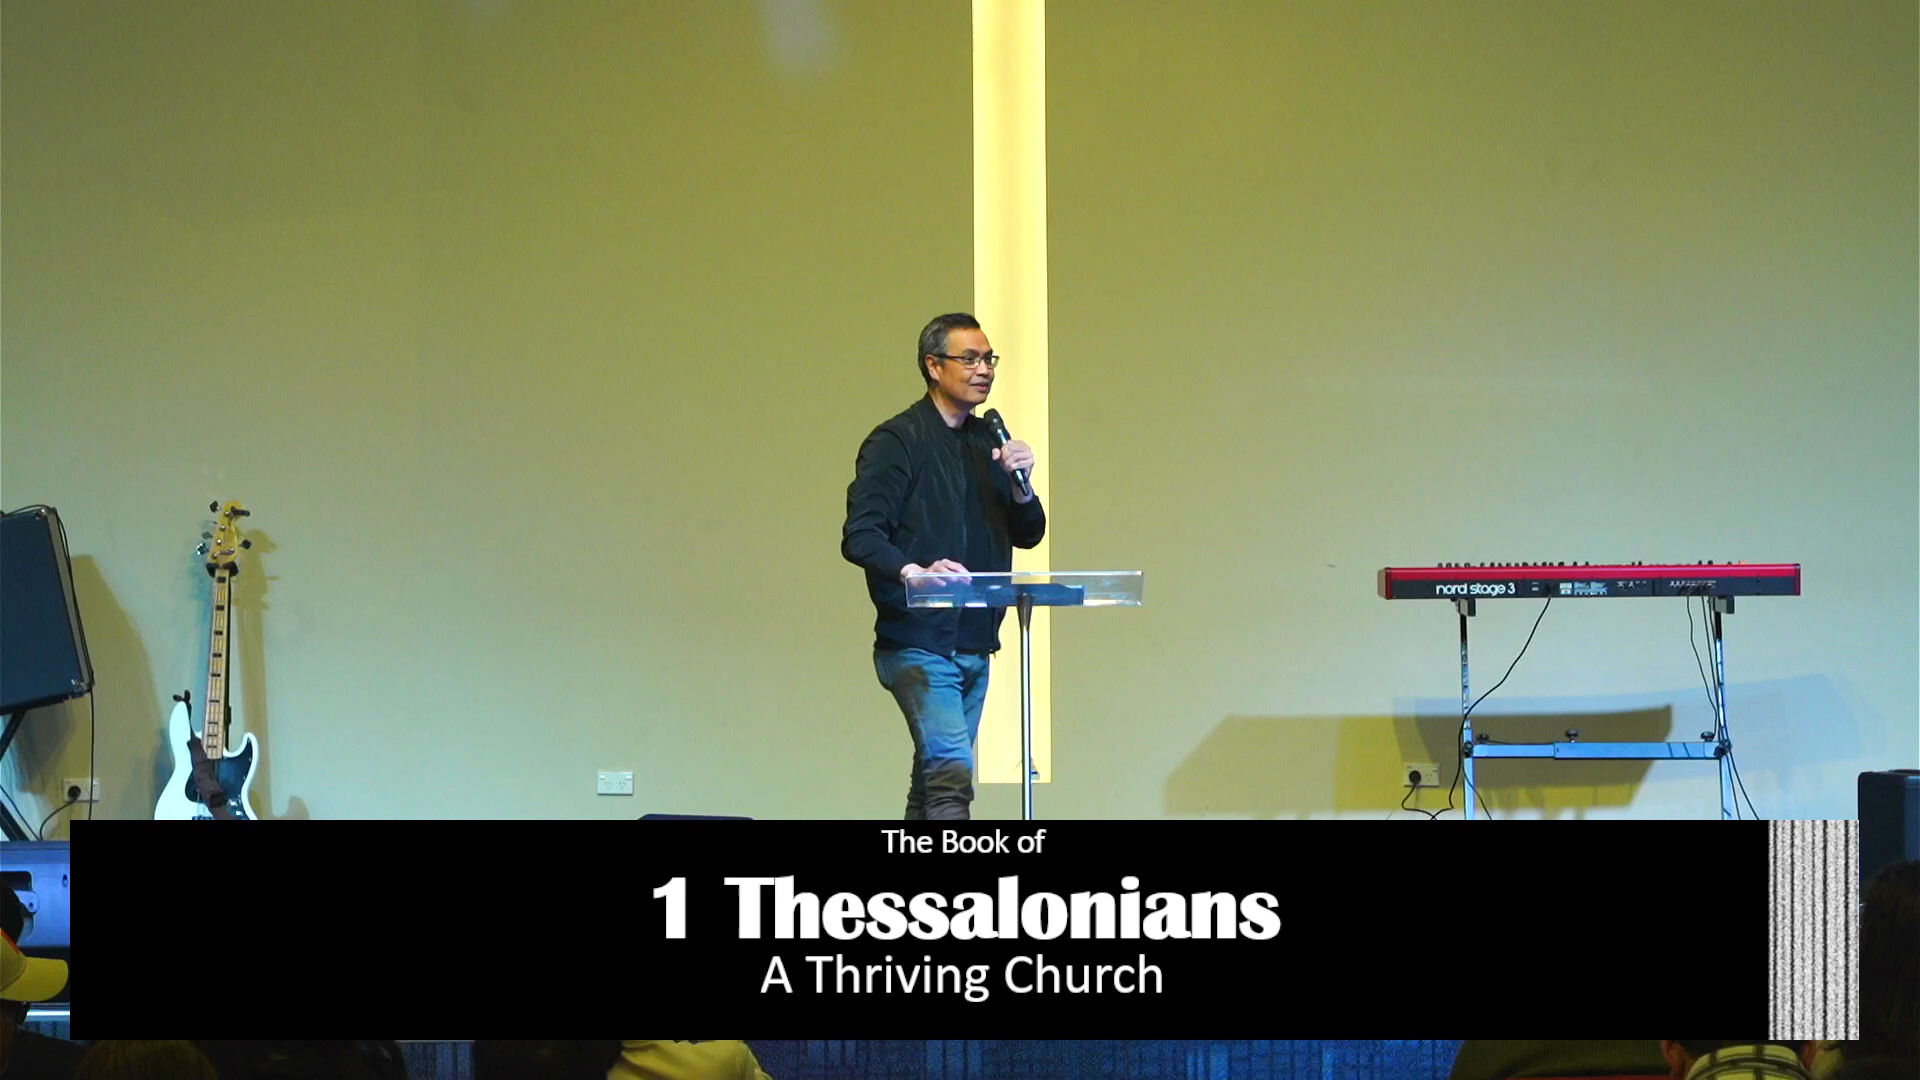 nord stage 3
The Book of
1 Thessalonians
A Thriving Church